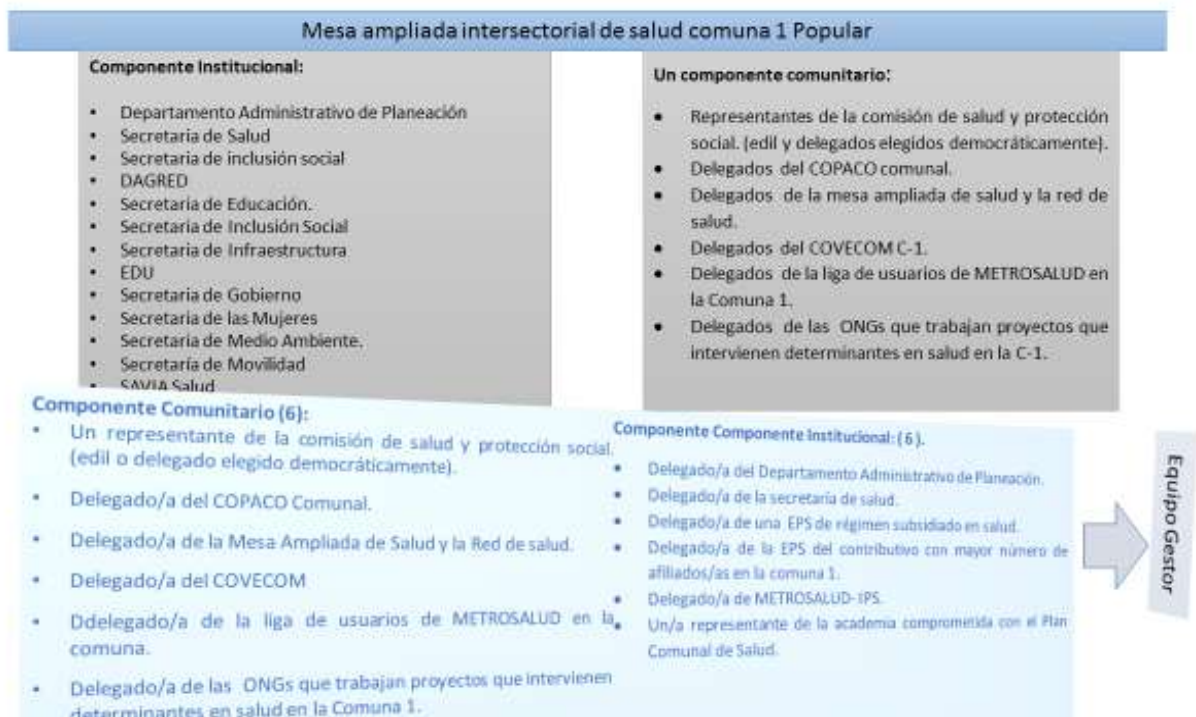 Mesa ampliada intersectorial de salud comuna 1 Popular
Componente Institucional:
• Departamento Administrativo de Planeación
• Secretaria de Salud
• Secretaria de inclusión social
• DAGRED
• Secretaria de Educación.
• Secretaria de Inclusión Social
• Secretaria de Infraestructura
• EDU
• Secretaria de Gobierno
• Secretaria de las Mujeres
• Secretaria de Medio Ambiente.
• Secretaría de Movilidad
• SAVIA Salud
Un componente comunitario:
• Representantes de la comisión de salud y protección
social. (edil y delegados elegidos democráticamente).
• Delegados del COPACO comunal.
• Delegados de la mesa ampliada de salud y la red de
salud.
• Delegados del COVECOM C-1.
• Delegados de la liga de usuarios de METROSALUD en
la Comuna 1.
• Delegados de las ONGs que trabajan proyectos que
intervienen determinantes en salud en la C-1.
Componente Comunitario (6):
• Un representante de la comisión de salud y protección social.
(edil o delegado elegido democráticamente).
• Delegado/a del COPACO Comunal.
• Delegado/a de la Mesa Ampliada de Salud y la Red de salud.
• Delegado/a del COVECOM
• Ddelegado/a de la liga de usuarios de METROSALUD en la
comuna.
• Delegado/a de las ONGs que trabajan proyectos que intervienen
determinantes en salud en la Comuna 1.
Componente Componente Institucional: (6).
• Delegado/a del Departamento Administrativo de Planeación.
• Delegado/a de la secretaría de salud.
• Delegado/a de una EPS de régimen subsidiado en salud.
• Delegado/a de la EPS del contributivo con mayor número de
afiliados/as en la comuna 1.
• Delegado/a de METROSALUD- IPS.
• Un/a representante de la academia comprometida con el Plan
Comunal de Salud.
Equipo Gestor